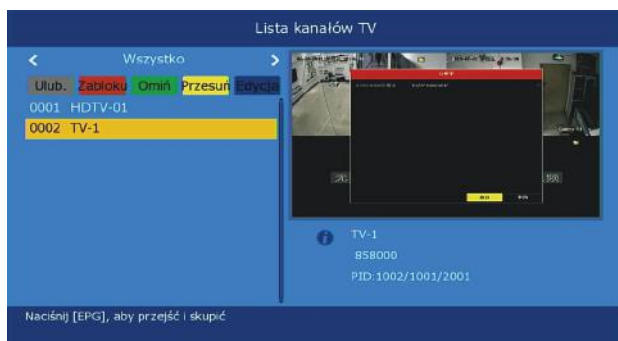 Lista kanałów TV
Wszystko
Ulub. Zabloku Omiń Przesuń Edycja
0001 HDTV-01
0002 TV-1
TV-1
858000
PID:1002/1001/2001
Naciśnij [EPG], aby przejść i skupić